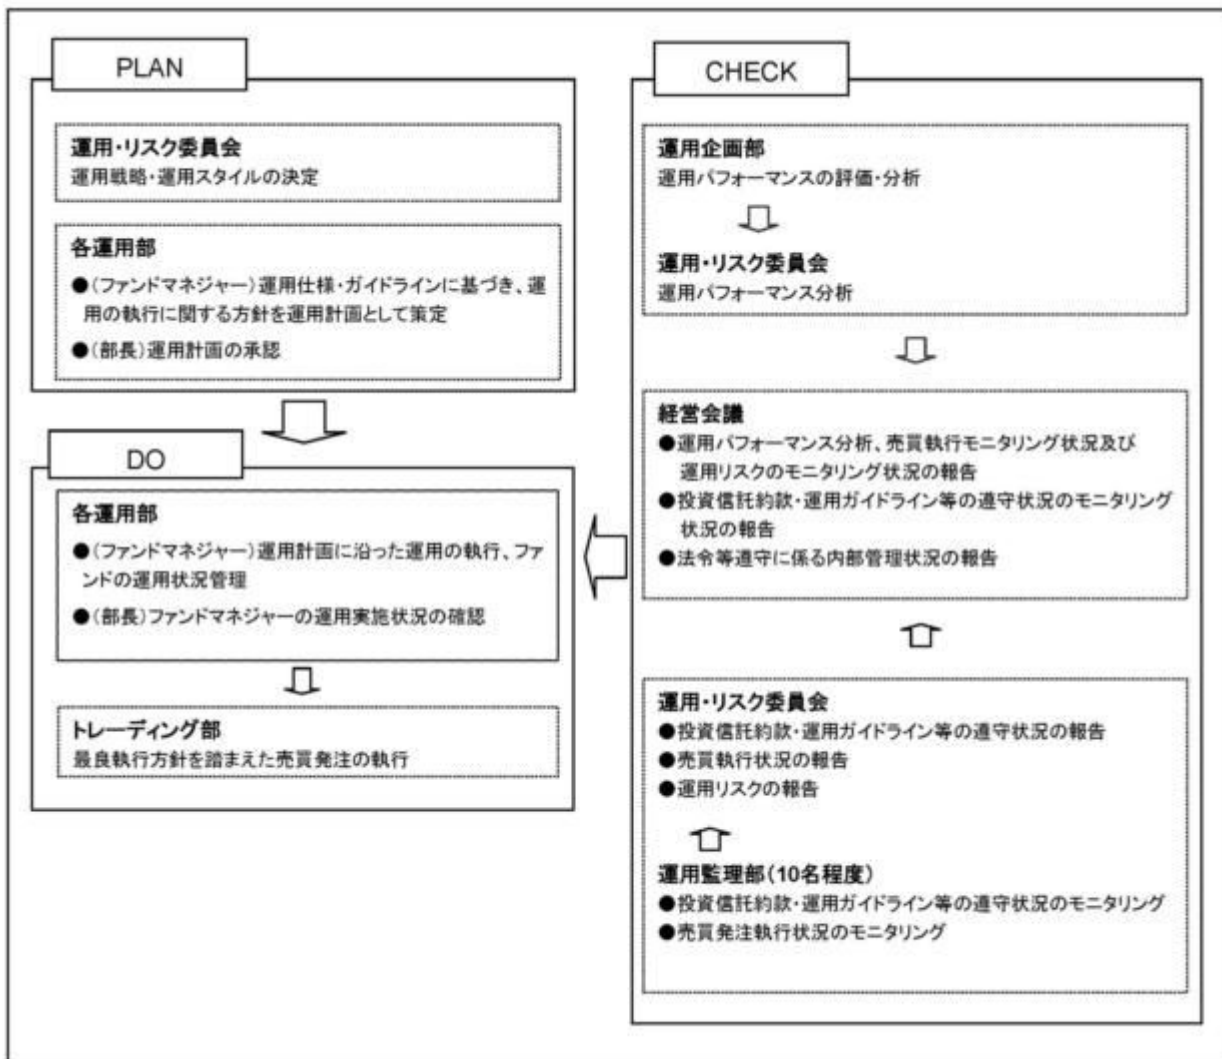 PLAN
運用・リスク委員会
運用戦略・運用スタイルの決定
各運用部
●(ファンドマネジャー)運用仕様・ガイドラインに基づき、運
用の執行に関する方針を運用計画として策定
●(部長)運用計画の承認
DO
各運用部
●(ファンドマネジャー)運用計画に沿った運用の執行、ファ
ンドの運用状況管理
●(部長)ファンドマネジャーの運用実施状況の確認
トレーディング部
最良執行方針を踏まえた売買発注の執行
CHECK
運用企画部
運用パフォーマンスの評価・分析
運用・リスク委員会
運用パフォーマンス分析
経営会議
●運用パフォーマンス分析、売買執行モニタリング状況及び
運用リスクのモニタリング状況の報告
●投資信託約款・運用ガイドライン等の遵守状況のモニタリング
状況の報告
●法令等遵守に係る内部管理状況の報告
運用・リスク委員会
●投資信託約款・運用ガイドライン等の遵守状況の報告
●売買執行状況の報告
●運用リスクの報告
運用監理部(10名程度)
●投資信託約款・運用ガイドライン等の遵守状況のモニタリング
●売買発注執行状況のモニタリング